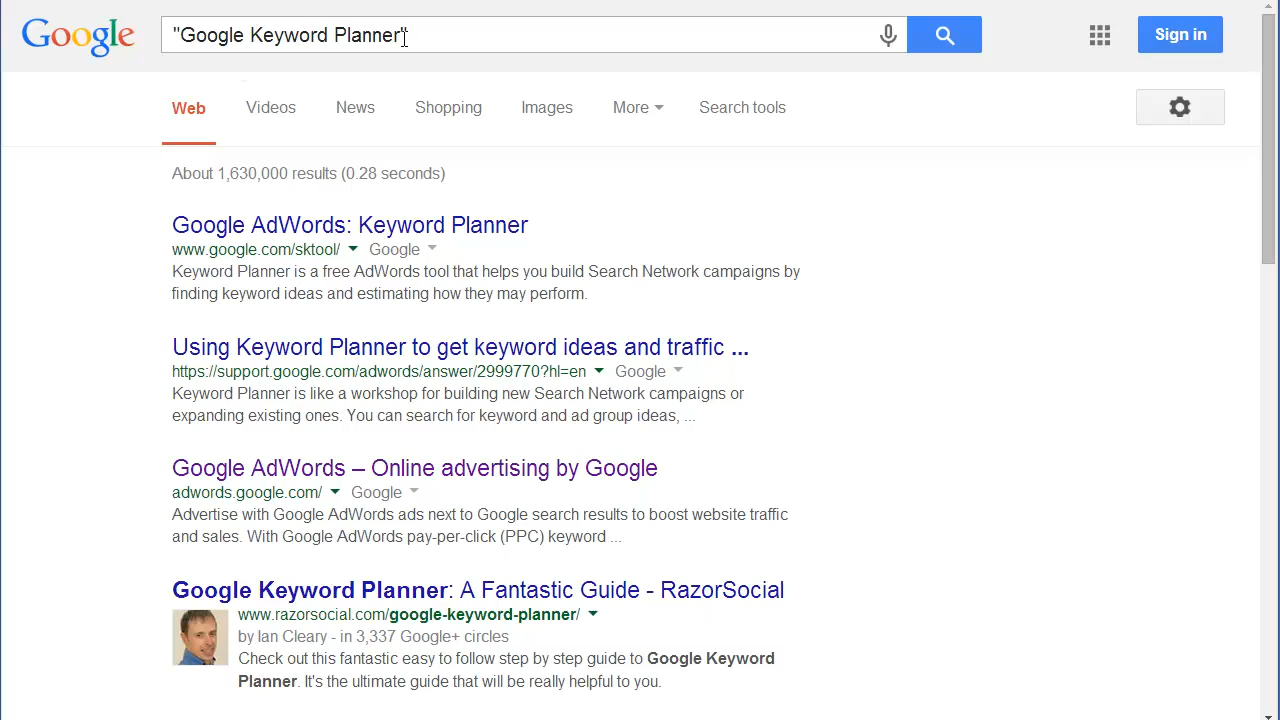 Google "Google Keyword Planner" Sign in
Web Videos News Shopping Images More Search tools
About 1,630,000 results (0.28 seconds)
Google AdWords: Keyword Planner
www.google.com/sktool/ Google
Keyword Planner is a free AdWords tool that helps you build Search Network campaigns by
finding keyword ideas and estimating how they may perform.
Using Keyword Planner to get keyword ideas and traffic ...
https://support.google.com/adwords/answer/2999770?hl=en Google
Keyword Planner is like a workshop for building new Search Network campaigns or
expanding existing ones. You can search for keyword and ad group ideas, ...
Google AdWords – Online advertising by Google
adwords.google.com/ Google
Advertise with Google AdWords ads next to Google search results to boost website traffic
and sales. With Google AdWords pay-per-click (PPC) keyword ...
Google Keyword Planner: A Fantastic Guide - RazorSocial
www.razorsocial.com/google-keyword-planner/
by Ian Cleary - in 3,337 Google+ circles
Check out this fantastic easy to follow step by step guide to Google Keyword
Planner. It's the ultimate guide that will be really helpful to you.